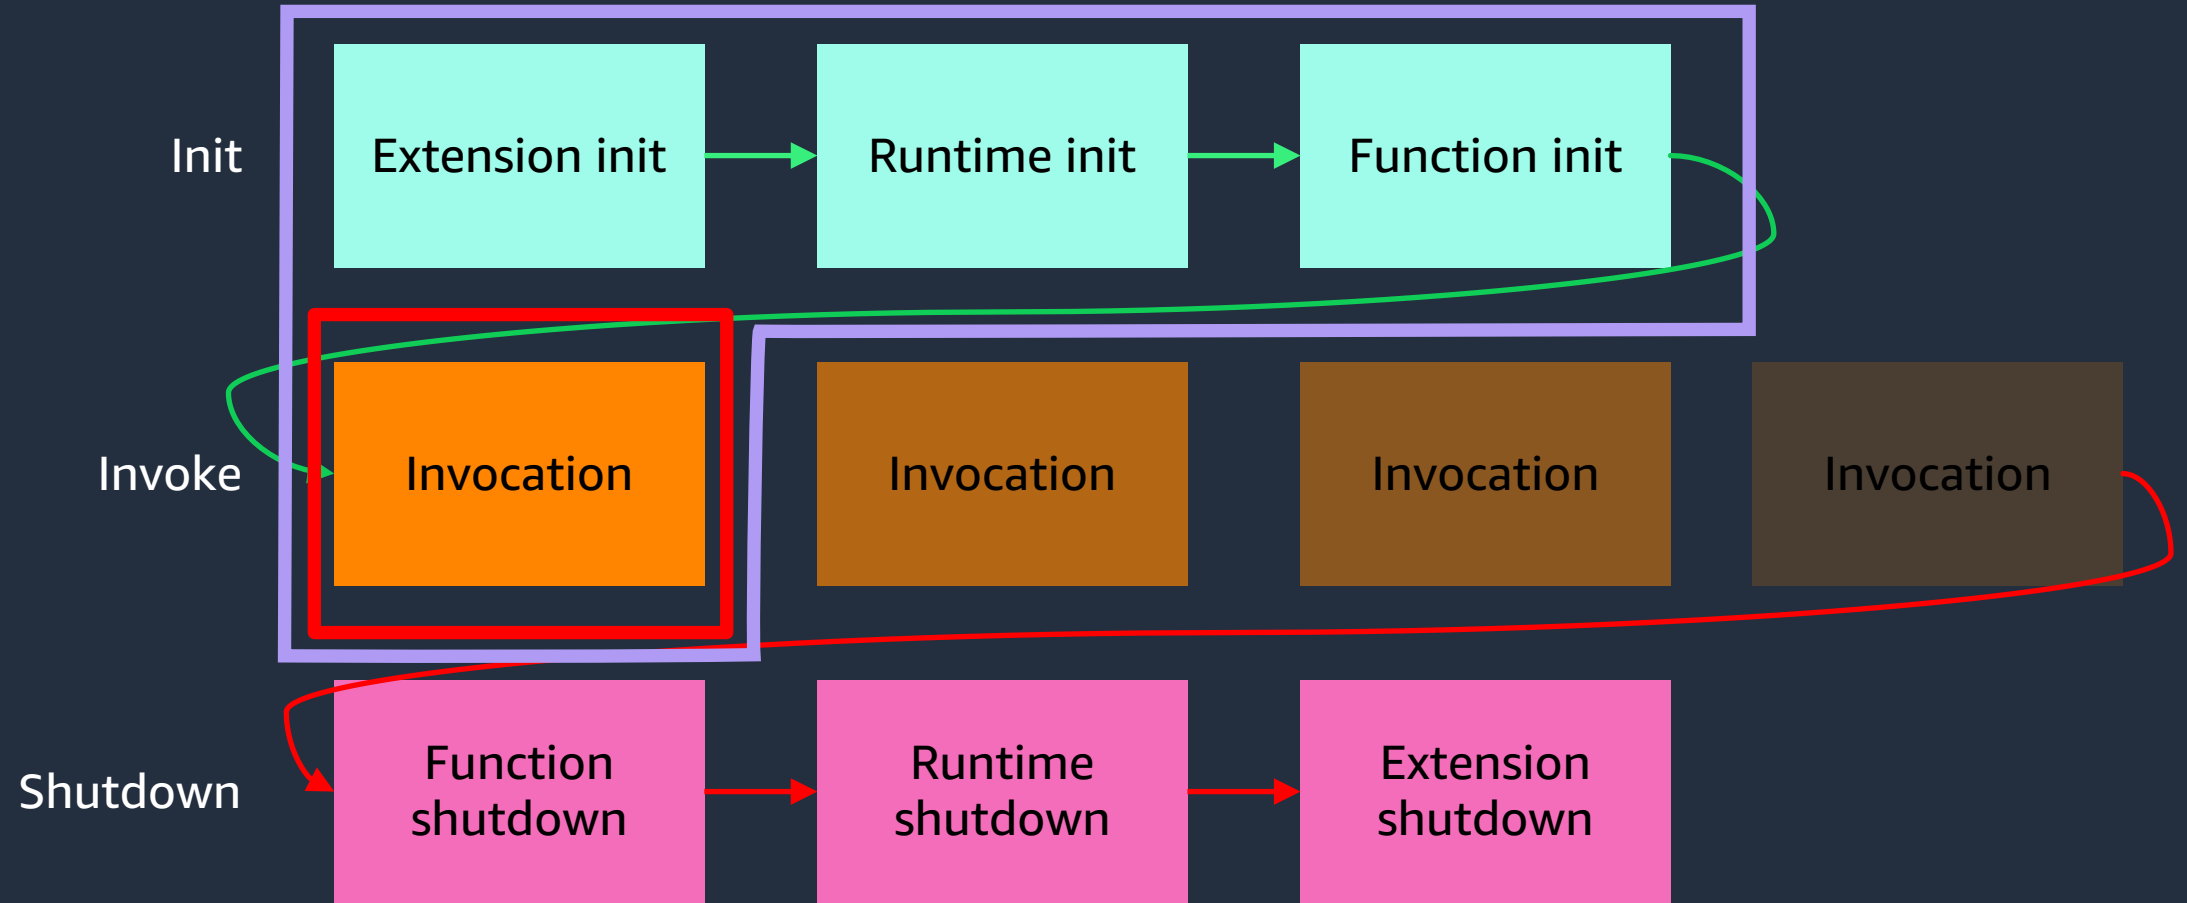 Init
Extension init
Runtime init
Function init
Invoke
Invocation
Invocation
Invocation
Invocation
Shutdown
Function
shutdown
Runtime
shutdown
Extension
shutdown